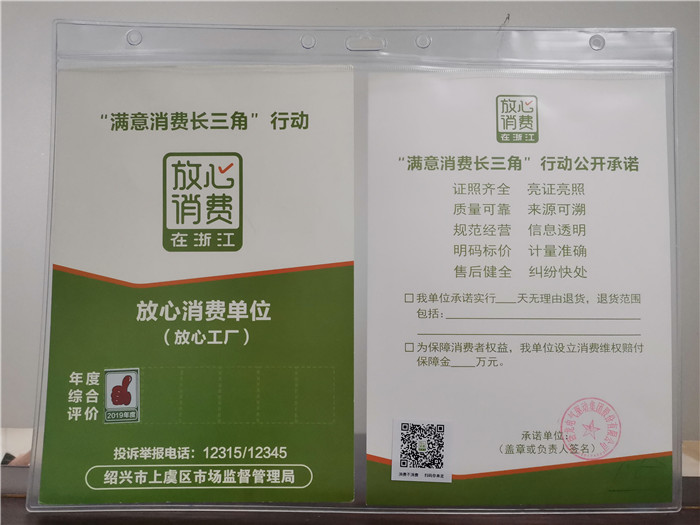 “满意消费长三角”行动
放心
消费
在浙江
放心消费单位
（放心工厂）
年度
综合
评价
2019年度
投诉举报电话：12315/12345
绍兴市上虞区市场监督管理局
放心
消费
在浙江
“满意消费长三角”行动公开承诺
证照齐全 亮证亮照
质量可靠 来源可溯
规范经营 信息透明
明码标价 计量准确
售后健全 纠纷快处
我单位承诺实行___天无理由退货，退货范围
包括：
为保障消费者权益，我单位设立消费维权赔付
保障金____万元。
承诺单位：
（盖章或负责人签名）